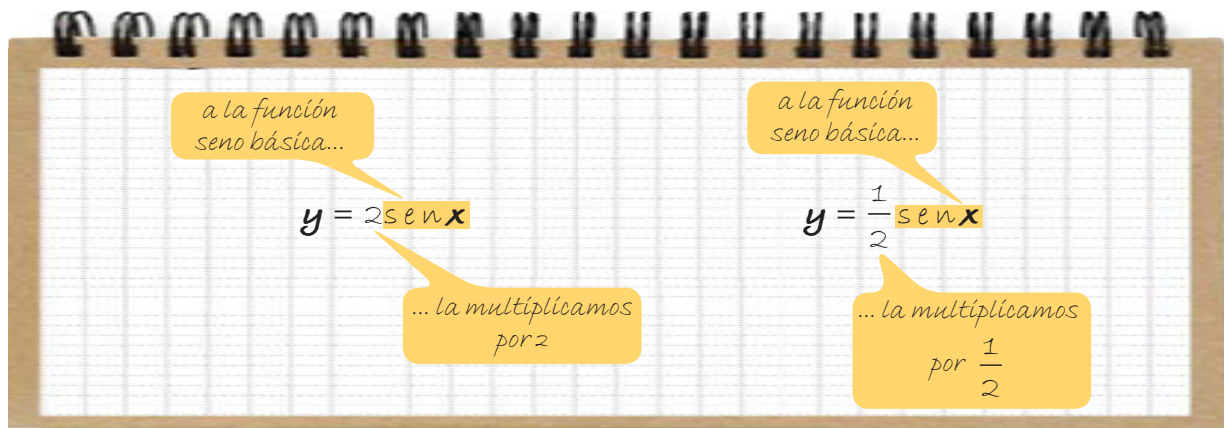 a la función
seno básica...
y = 2senx
... la multiplicamos
por 2
a la función
seno básica...
y = 1/2 senx
... la multiplicamos
por 1/2